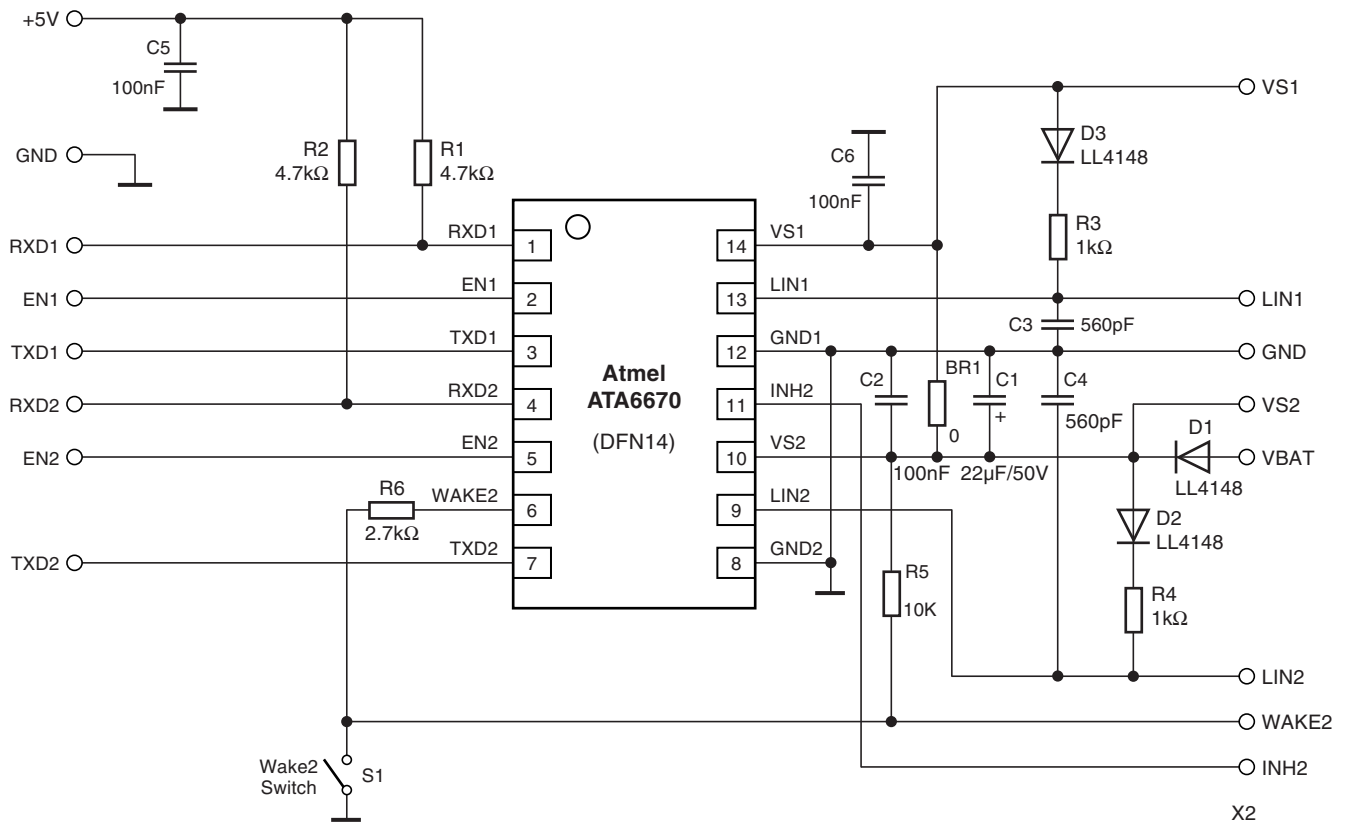 +5V
C5
100nF
GND
R2
4.7kΩ
R1
4.7kΩ
RXD1
EN1
TXD1
RXD2
EN2
TXD2
RXD1
EN1
TXD1
RXD2
EN2
WAKE2
TXD2
R6
2.7kΩ
1
2
3
4
5
6
7
Atmel
ATA6670
(DFN14)
14
13
12
11
10
9
8
VS1
LIN1
GND1
INH2
VS2
LIN2
GND2
C6
100nF
D3
LL4148
R3
1kΩ
C3
560pF
C2
100nF
BR1
0
C1
+
22μF/50V
C4
560pF
D1
LL4148
D2
LL4148
R4
1kΩ
R5
10K
VS1
LIN1
GND
VS2
VBAT
LIN2
WAKE2
INH2
X2
Wake2
Switch
S1